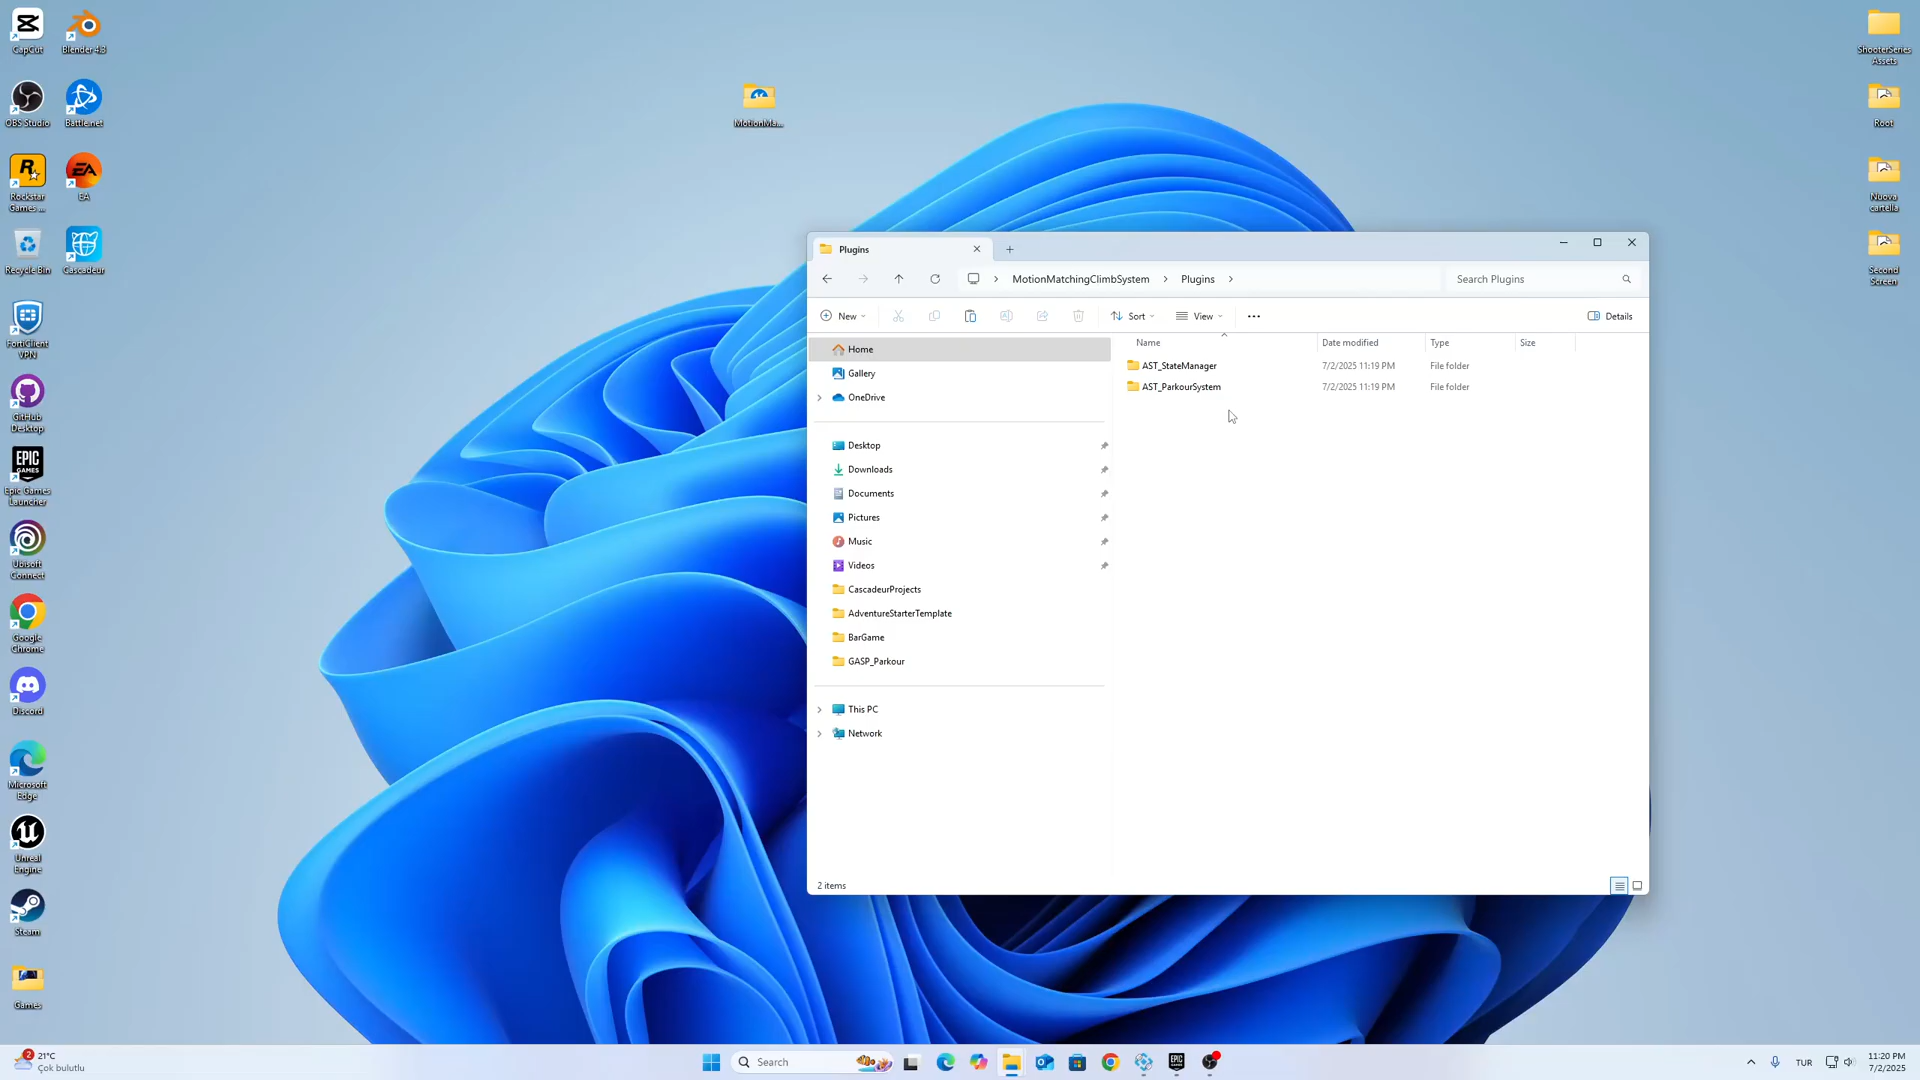 CapCut
Blender 4.3
OBS Studio
Battle.net
Rockstar
Games ...
EA
Recycle Bin
Cascadeur
FortiClient
VPN
GitHub
Desktop
Epic Games
Launcher
Ubisoft
Connect
Google
Chrome
Discord
Microsoft
Edge
Unreal
Engine
Steam
Games
MotionMa...
ShooterSeries
Assets
Root
Nuova
cartella
Second
Screen
Plugins
MotionMatchingClimbSystem
Plugins
Search Plugins
New
Sort
View
Details
Home
Gallery
OneDrive
Desktop
Downloads
Documents
Pictures
Music
Videos
CascadeurProjects
AdventureStarterTemplate
BarGame
GASP_Parkour
This PC
Network
Name Date modified Type Size
AST_StateManager 7/2/2025 11:19 PM File folder
AST_ParkourSystem 7/2/2025 11:19 PM File folder
2 items
2
21°C
Çok bulutlu
Search
EPIC
GAMES
TUR
11:20 PM
7/2/2025